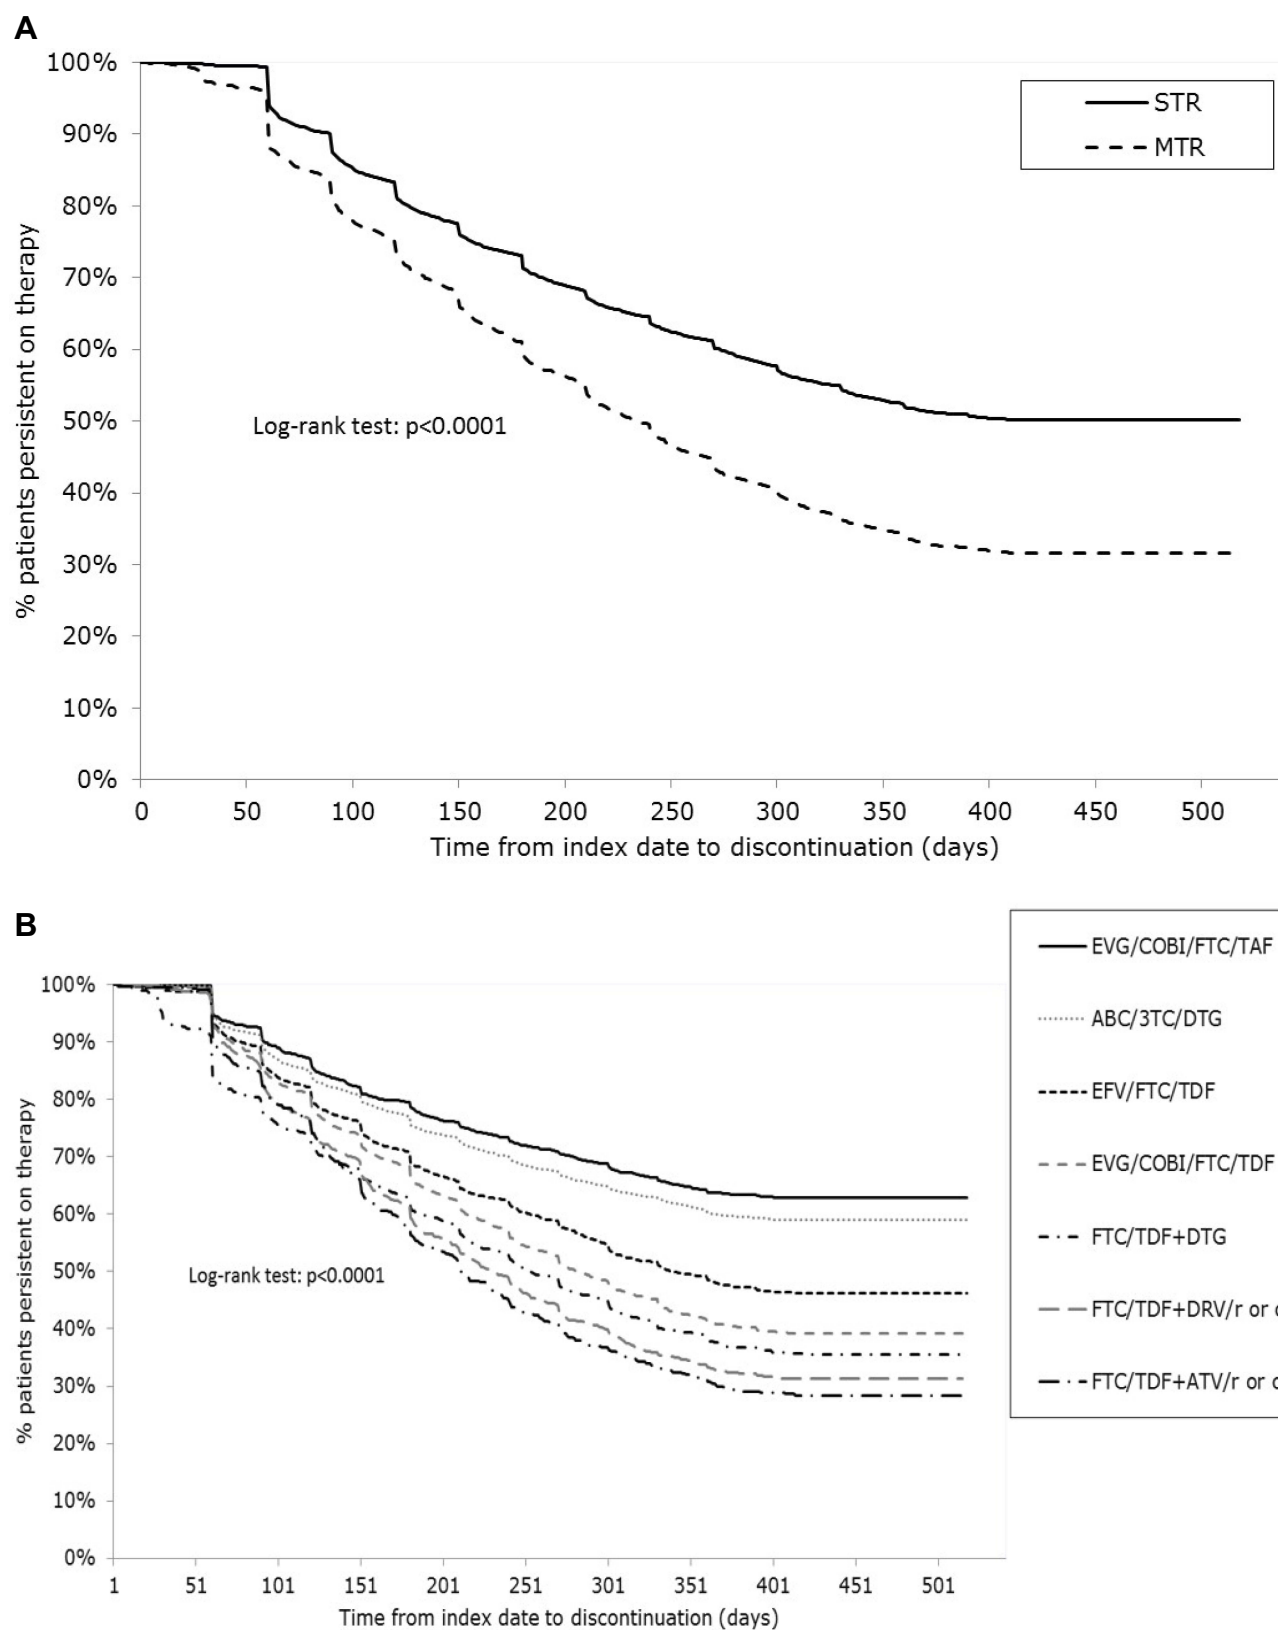 A
100%
90%
80%
70%
60%
50%
40%
30%
20%
10%
0%
% patients persistent on therapy
STR
MTR
Log-rank test: p<0.0001
0 50 100 150 200 250 300 350 400 450 500
Time from index date to discontinuation (days)
B
100%
90%
80%
70%
60%
50%
40%
30%
20%
10%
0%
% patients persistent on therapy
EVG/COBI/FTC/TAF
ABC/3TC/DTG
EFV/FTC/TDF
EVG/COBI/FTC/TDF
FTC/TDF+DTG
FTC/TDF+DRV/r or
FTC/TDF+ATV/r or
Log-rank test: p<0.0001
1 51 101 151 201 251 301 351 401 451 501
Time from index date to discontinuation (days)